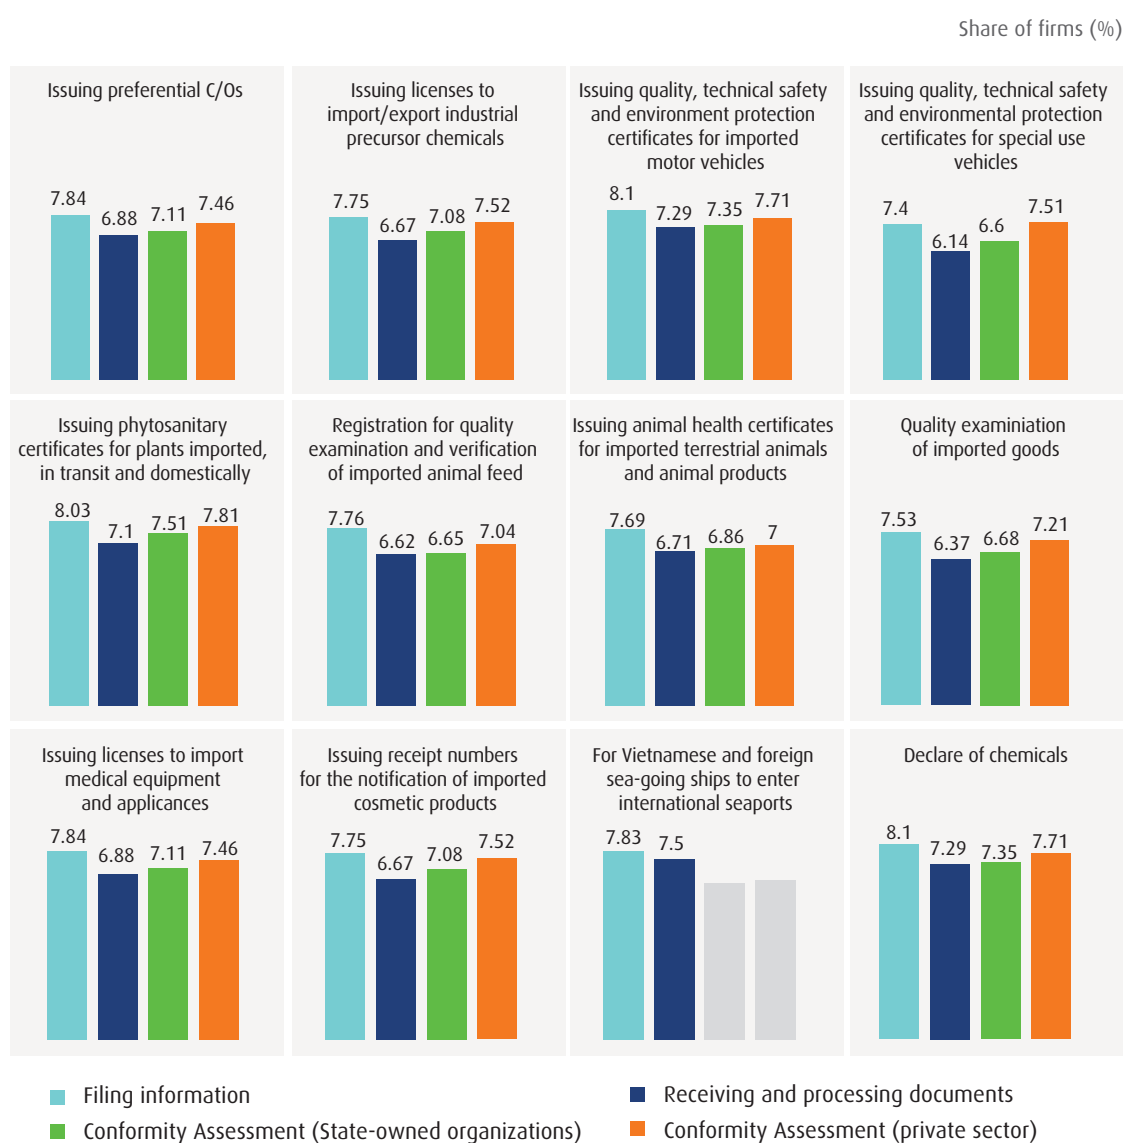 Share of firms (%)
Issuing preferential C/Os
7.84
6.88
7.11
7.46
Issuing licenses to
import/export industrial
precursor chemicals
7.75
6.67
7.08
7.52
Issuing quality, technical safety
and environment protection
certificates for imported
motor vehicles
8.1
7.29
7.35
7.71
Issuing quality, technical safety
and environmental protection
certificates for special use
vehicles
7.4
6.14
6.6
7.51
Issuing phytosanitary
certificates for plants imported,
in transit and domestically
8.03
7.1
7.51
7.81
Registration for quality
examination and verification
of imported animal feed
7.76
6.62
6.65
7.04
Issuing animal health certificates
for imported terrestrial animals
and animal products
7.69
6.71
6.86
7
Quality examiniation
of imported goods
7.53
6.37
6.68
7.21
Issuing licenses to import
medical equipment
and applicances
7.84
6.88
7.11
7.46
Issuing receipt numbers
for the notification of imported
cosmetic products
7.75
6.67
7.08
7.52
For Vietnamese and foreign
sea-going ships to enter
international seaports
7.83
7.5
Declare of chemicals
8.1
7.29
7.35
7.71
Filing information
Receiving and processing documents
Conformity Assessment (State-owned organizations)
Conformity Assessment (private sector)